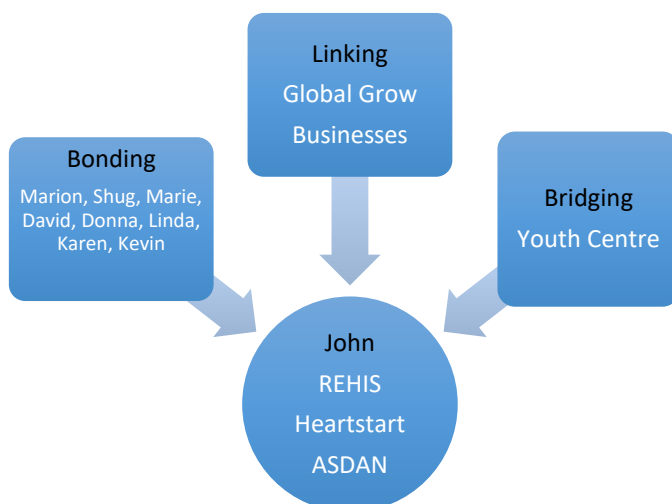 Linking
Global Grow
Businesses
Bonding
Marion, Shug, Marie,
David, Donna, Linda,
Karen, Kevin
Bridging
Youth Centre
John
REHIS
Heartstart
ASDAN